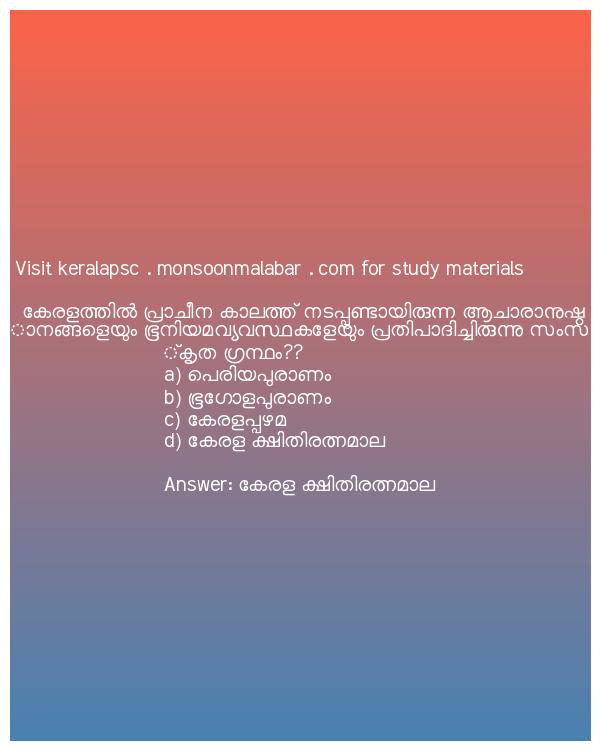 Visit keralapsc . monsoonmalabar . com for study materials
കേരളത്തിൽ പ്രാചീന കാലത്ത് നടപ്പുണ്ടായിരുന്ന ആചാരാനുഷ്ഠ
ാനങ്ങളെയും ഭൂനിയമവ്യവസ്ഥകളേയും പ്രതിപാദിച്ചിരുന്നു സംസ
്കൃത ഗ്രന്ഥം??
a) പെരിയപുരാണം
b) ഭൂഗോളപുരാണം
c) കേരളപ്പഴമ
d) കേരള ക്ഷിതിരത്നമാല
Answer: കേരള ക്ഷിതിരത്നമാല